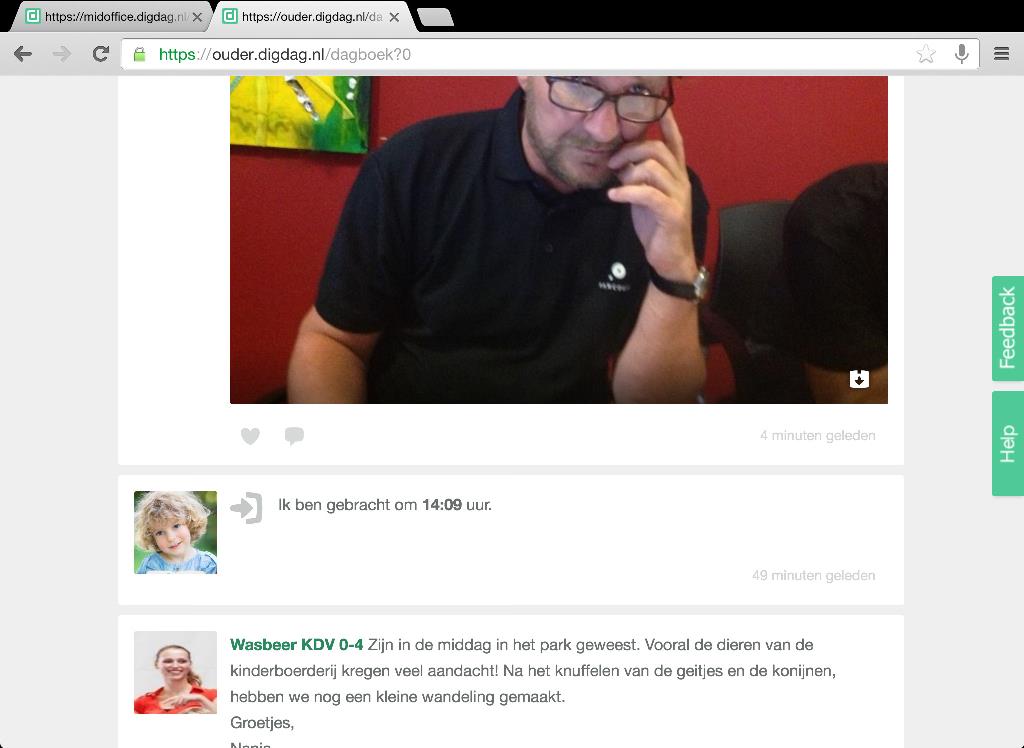 https://midoffice.digdag.nl/
https://ouder.digdag.nl/da
https://ouder.digdag.nl/dagboek?0
Feedback
Help
4 minuten geleden
Ik ben gebracht om 14:09 uur.
49 minuten geleden
Wasbeer KDV 0-4 Zijn in de middag in het park geweest. Vooral de dieren van de
kinderboerderij kregen veel aandacht! Na het knuffelen van de geitjes en de konijnen,
hebben we nog een kleine wandeling gemaakt.
Groetjes,